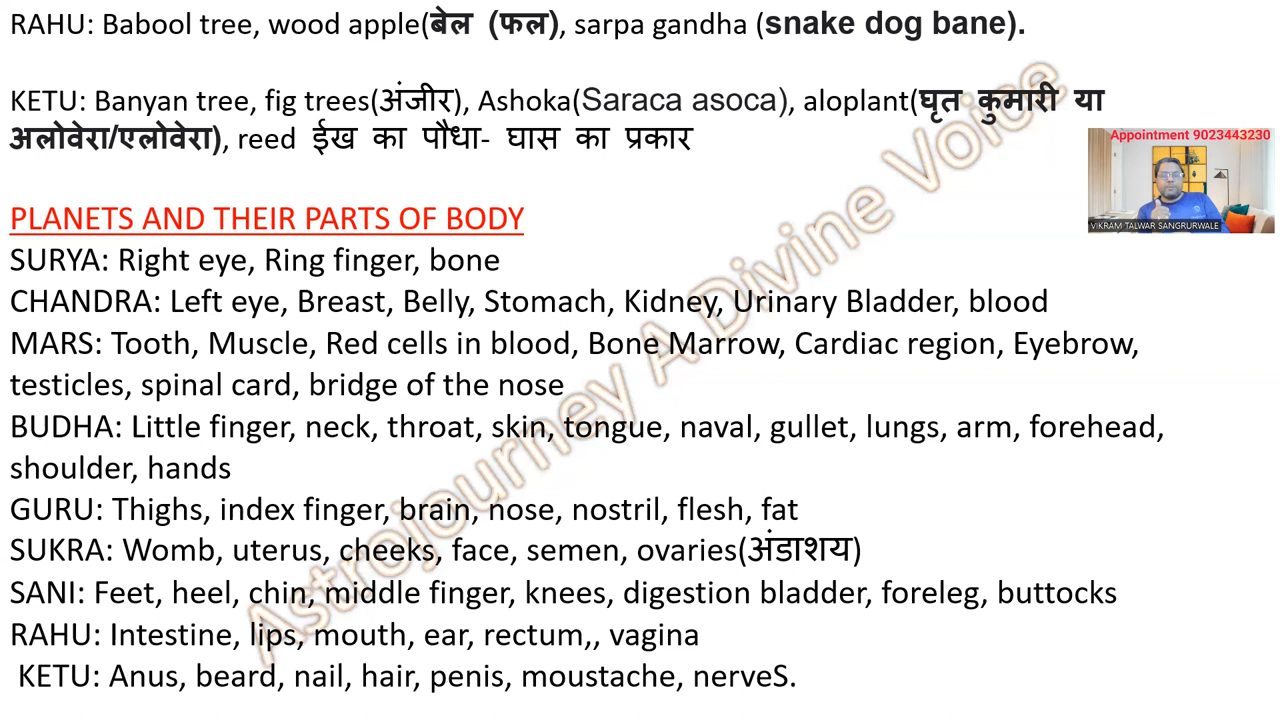 RAHU: Babool tree, wood apple(बेल (फल), sarpa gandha (snake dog bane).
KETU: Banyan tree, fig trees(अंजीर), Ashoka(Saraca asoca), aloplant(घृत कुमारी या
अलोवेरा/एलोवेरा), reed ईख का पौधा- घास का प्रकार
Appointment 9023443230
VIKRAM TALWAR SANGRURWALE
PLANETS AND THEIR PARTS OF BODY
SURYA: Right eye, Ring finger, bone
CHANDRA: Left eye, Breast, Belly, Stomach, Kidney, Urinary Bladder, blood
MARS: Tooth, Muscle, Red cells in blood, Bone Marrow, Cardiac region, Eyebrow,
testicles, spinal card, bridge of the nose
BUDHA: Little finger, neck, throat, skin, tongue, naval, gullet, lungs, arm, forehead,
shoulder, hands
GURU: Thighs, index finger, brain, nose, nostril, flesh, fat
SUKRA: Womb, uterus, cheeks, face, semen, ovaries(अंडाशय)
SANI: Feet, heel, chin, middle finger, knees, digestion bladder, foreleg, buttocks
RAHU: Intestine, lips, mouth, ear, rectum,, vagina
KETU: Anus, beard, nail, hair, penis, moustache, nerveS.
Astrojourney A Divine Voice